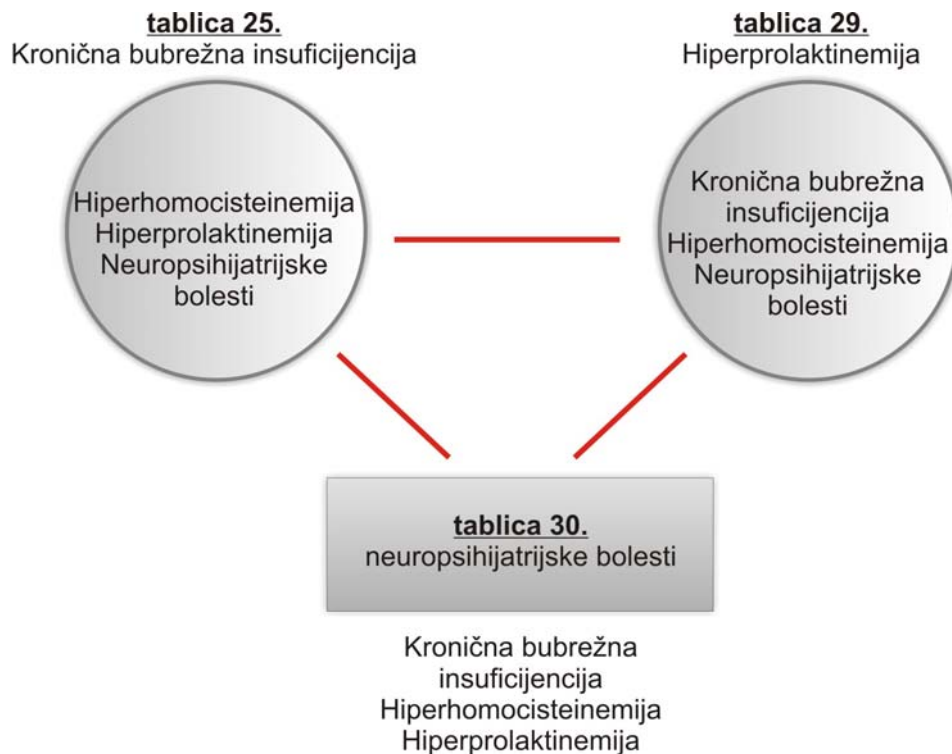 tablica 25.
Kronična bubrežna insuficijencija
Hiperhomocisteinemija
Hiperprolaktinemija
Neuropsihijatrijske
bolesti
tablica 29.
Hiperprolaktinemija
Kronična bubrežna
insuficijencija
Hiperhomocisteinemija
Neuropsihijatrijske
bolesti
tablica 30.
neuropsihijatrijske bolesti
Kronična bubrežna
insuficijencija
Hiperhomocisteinemija
Hiperprolaktinemija